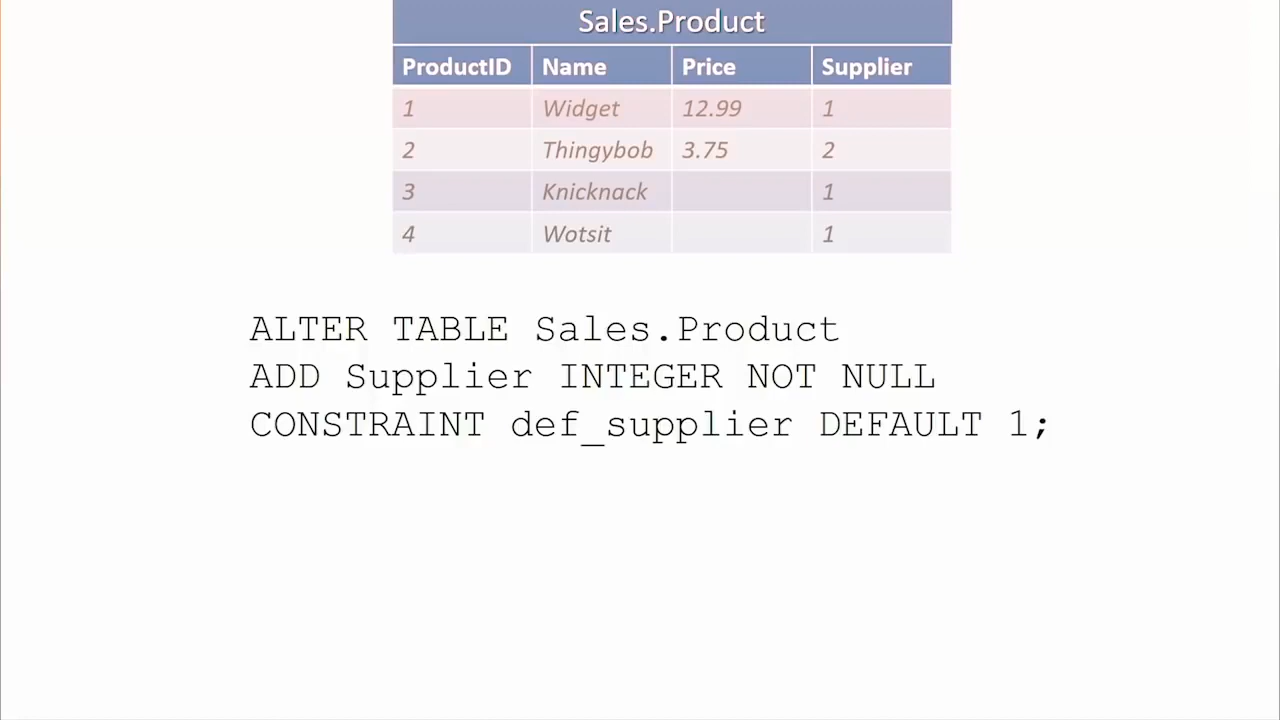 Sales.Product
ProductID Name Price Supplier
1 Widget 12.99 1
2 Thingybob 3.75 2
3 Knicknack 1
4 Wotsit 1
ALTER TABLE Sales.Product
ADD Supplier INTEGER NOT NULL
CONSTRAINT def_supplier DEFAULT 1;